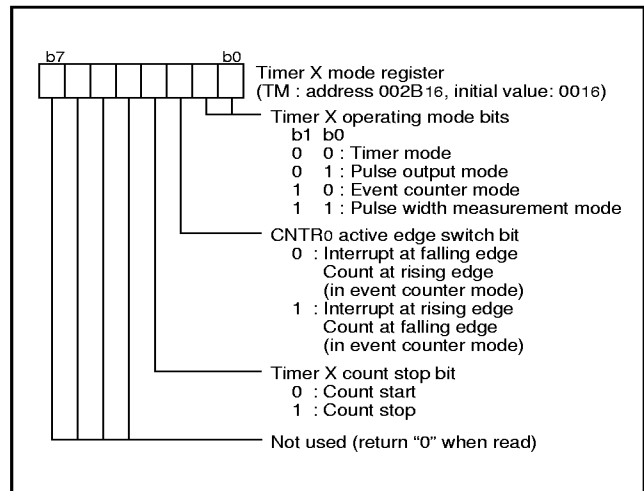 b7 b0
Timer X mode register
(TM : address 002B16, initial value: 0016)
Timer X operating mode bits
b1 b0
0 0 : Timer mode
0 1 : Pulse output mode
1 0 : Event counter mode
1 1 : Pulse width measurement mode
CNTR0 active edge switch bit
0 : Interrupt at falling edge
Count at rising edge
(in event counter mode)
1 : Interrupt at rising edge
Count at falling edge
(in event counter mode)
Timer X count stop bit
0 : Count start
1 : Count stop
Not used (return “0” when read)